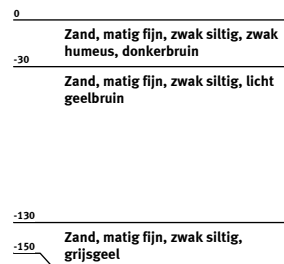 0
Zand, matig fijn, zwak siltig, zwak
humeus, donkerbruin
-30
Zand, matig fijn, zwak siltig, licht
geelbruin
-130
Zand, matig fijn, zwak siltig,
grijsgeel
-150